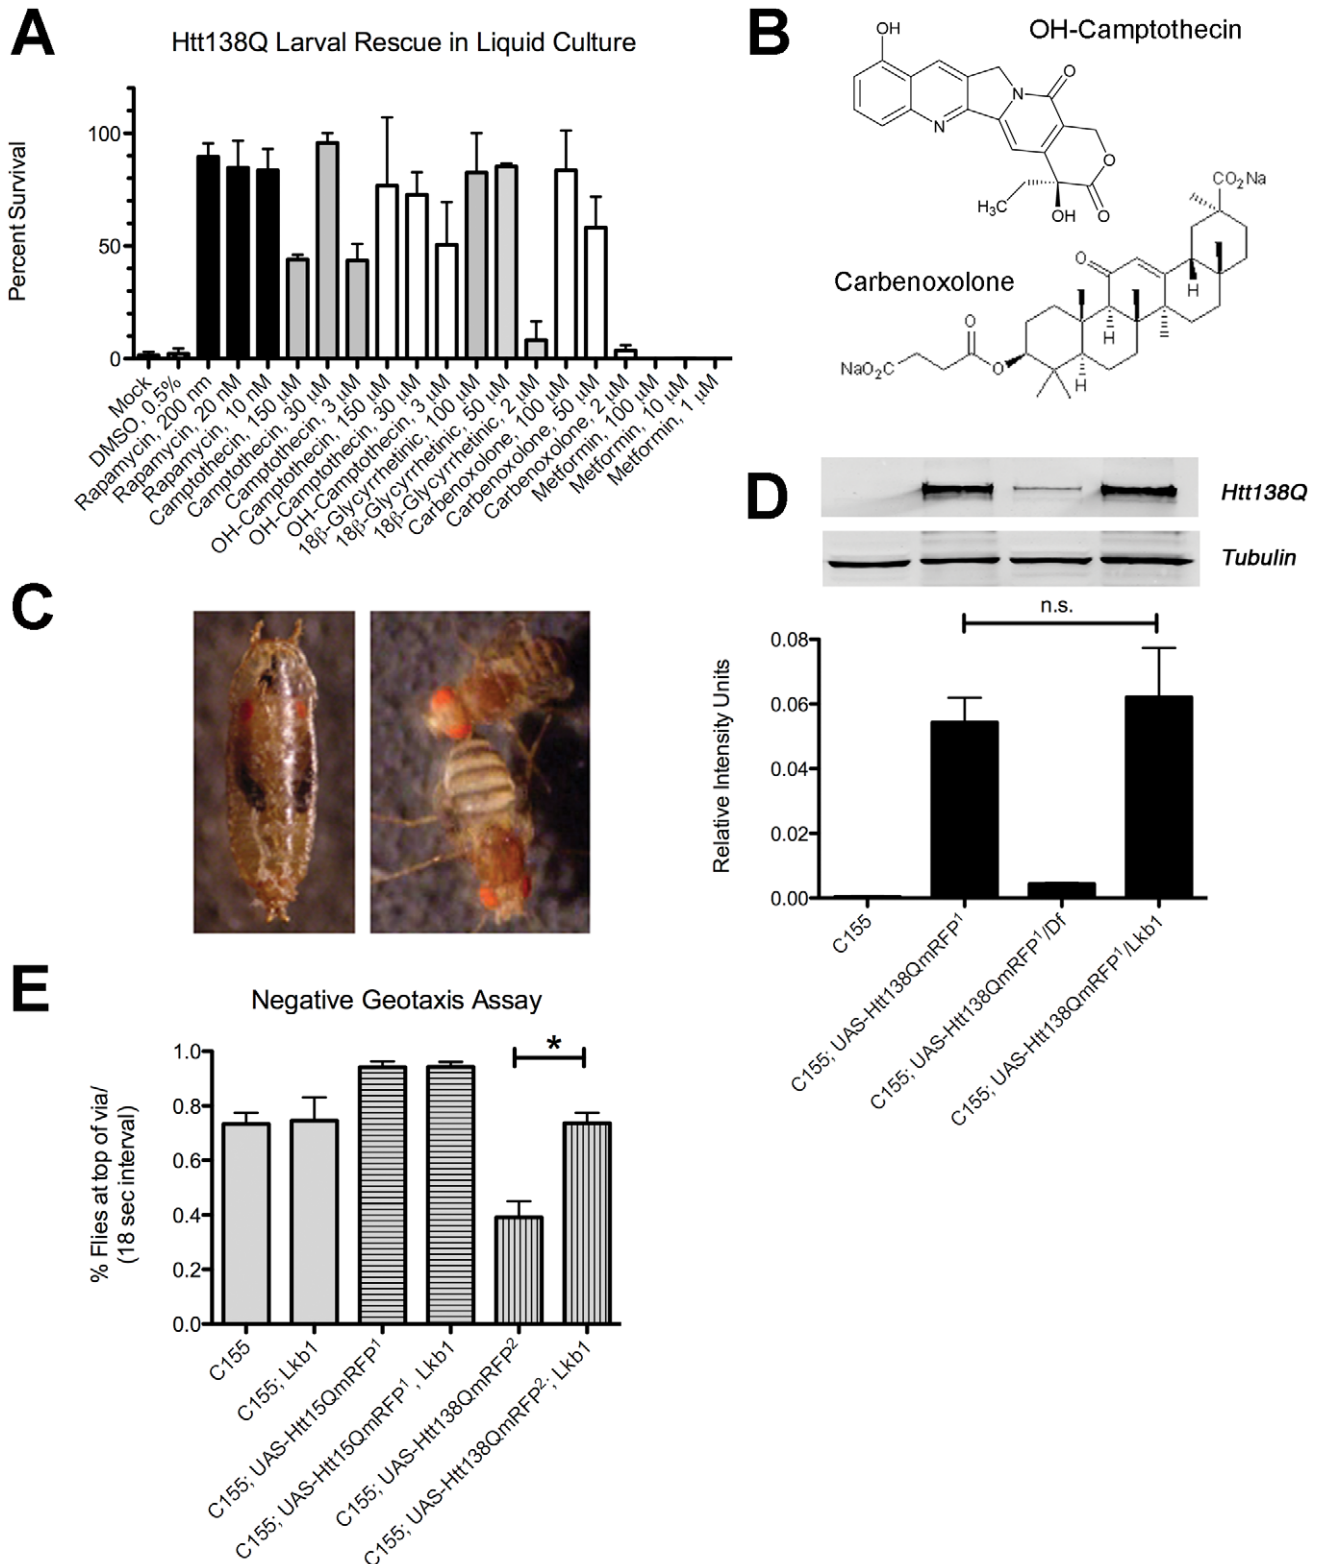 A
Htt138Q Larval Rescue in Liquid Culture
Percent Survival
100
50
0
Mock
DMSO, 0.5%
Rapamycin, 200 nm
Rapamycin, 20 nM
Rapamycin, 10 nM
Camptothecin, 150 μM
Camptothecin, 30 μM
Camptothecin, 3 μM
OH-Camptothecin, 150 μM
OH-Camptothecin, 30 μM
OH-Camptothecin, 3 μM
18β-Glycyrrhetinic, 100 μM
18β-Glycyrrhetinic, 50 μM
18β-Glycyrrhetinic, 2 μM
Carbenoxolone, 100 μM
Carbenoxolone, 50 μM
Carbenoxolone, 2 μM
Metformin, 100 μM
Metformin, 10 μM
Metformin, 1 μM
B
OH-Camptothecin
OH
O
N
N
O
H₃C
OH
O
Carbenoxolone
CO₂Na
O
H
H
O
NaO₂C
O
H
C
D
Htt138Q
Tubulin
n.s.
Relative Intensity Units
0.08
0.06
0.04
0.02
0.00
C155
C155; UAS-Htt138QmRFP¹
C155; UAS-Htt138QmRFP¹/Df
C155; UAS-Htt138QmRFP¹/Lkb1
E
Negative Geotaxis Assay
% Flies at top of via/
(18 sec interval)
*
1.0
0.8
0.6
0.4
0.2
0.0
C155
C155; Lkb1
C155; UAS-Htt15QmRFP¹
C155; UAS-Htt15QmRFP¹, Lkb1
C155; UAS-Htt138QmRFP²
C155; UAS-Htt138QmRFP²; Lkb1